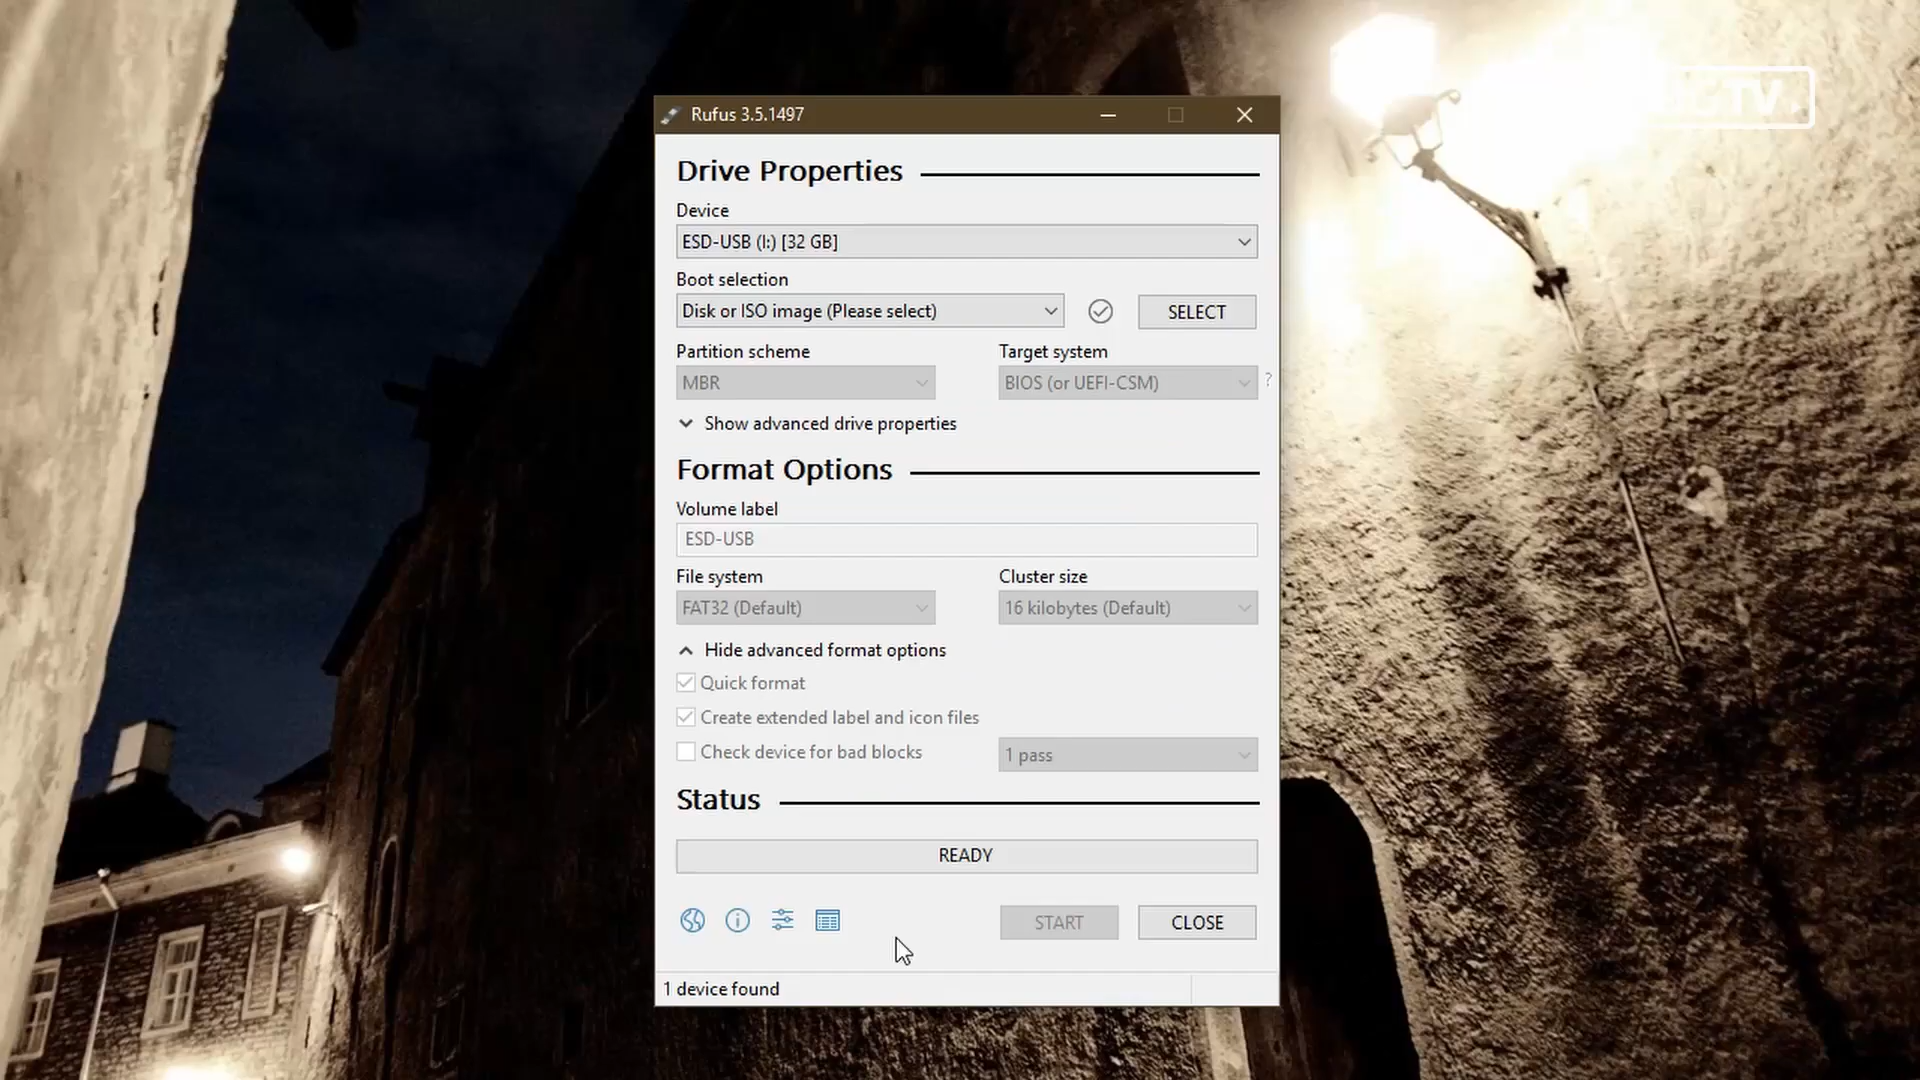 Rufus 3.5.1497
Drive Properties
Device
ESD-USB (I:) [32 GB]
Boot selection
Disk or ISO image (Please select)
SELECT
Partition scheme
Target system
MBR
BIOS (or UEFI-CSM)
?
Show advanced drive properties
Format Options
Volume label
ESD-USB
File system
Cluster size
FAT32 (Default)
16 kilobytes (Default)
Hide advanced format options
Quick format
Create extended label and icon files
Check device for bad blocks
1 pass
Status
READY
START
CLOSE
1 device found